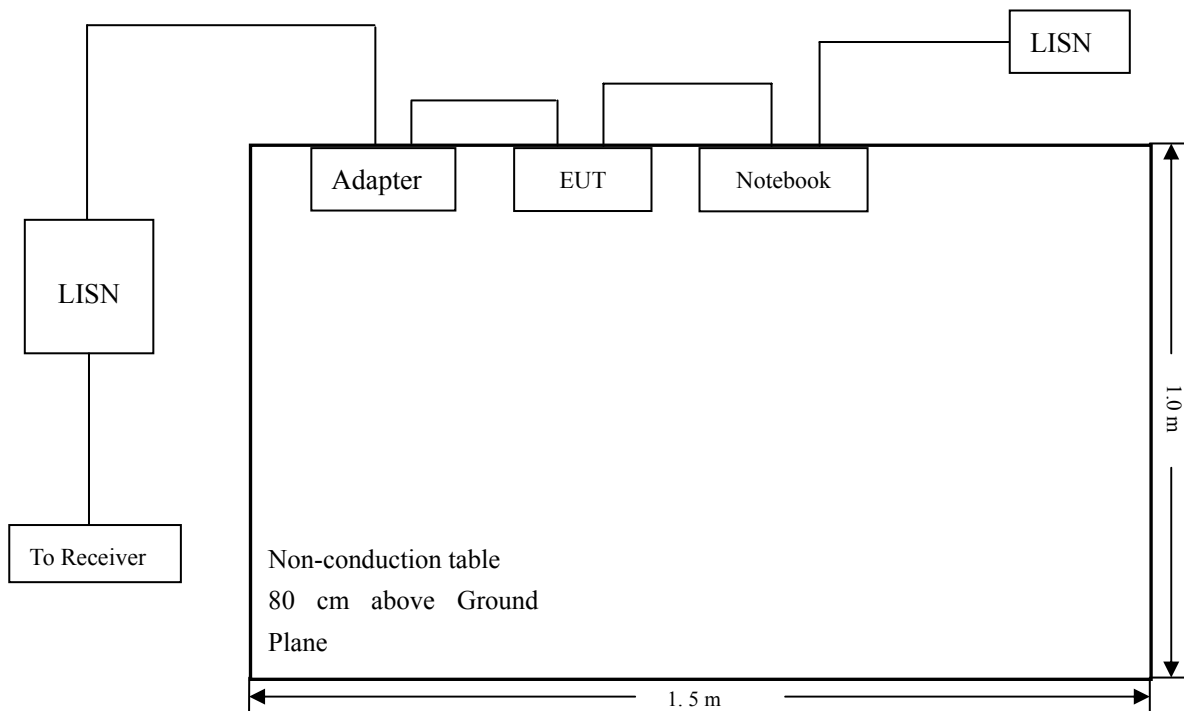 LISN
Adapter
EUT
Notebook
LISN
1.0 m
To Receiver
Non-conduction table
80 cm above Ground
Plane
1. 5 m